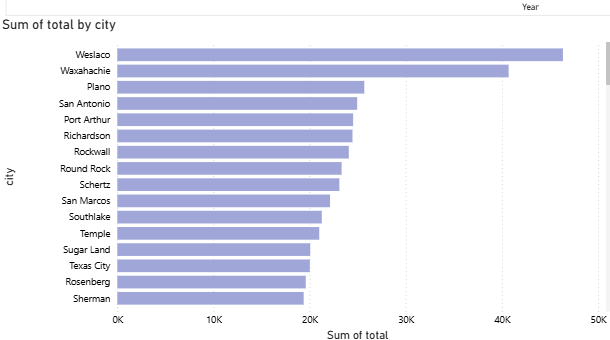 Year
Sum of total by city
Weslaco
Waxahachie
Plano
San Antonio
Port Arthur
Richardson
Rockwall
Round Rock
Schertz
San Marcos
Southlake
Temple
Sugar Land
Texas City
Rosenberg
Sherman
city
0K 10K 20K 30K 40K 50K
Sum of total